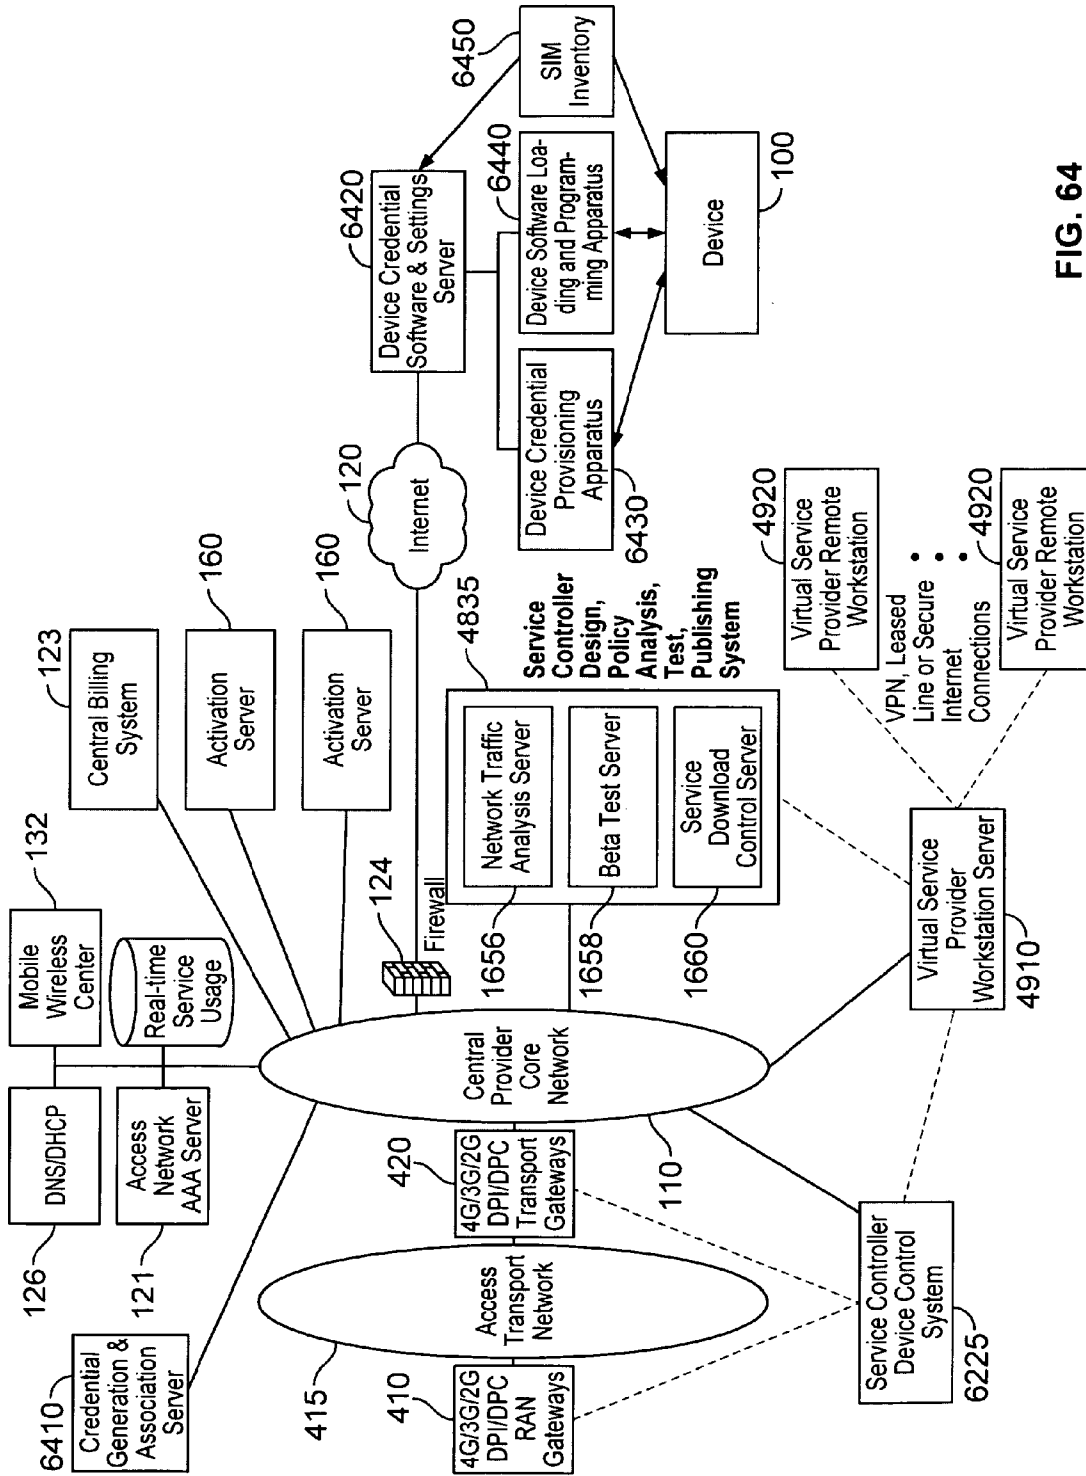 6410
Credential
Generation &
Association
Server
126
DNS/DHCP
Mobile
Wireless
Center
132
121
Access
Network
AAA Server
Real-time
Service
Usage
Central Billing
System
123
Activation
Server
160
Activation
Server
160
415
Access
Transport
Network
410
4G/3G/2G
DPI/DPC
RAN
Gateways
420
4G/3G/2G
DPI/DPC
Transport
Gateways
Central
Provider
Core
Network
110
124
Firewall
Internet
120
Device Credential
Software & Settings
Server
6420
1656
Network Traffic
Analysis Server
1658
Beta Test Server
1660
Service
Download
Control Server
4835
Service
Controller
Design,
Policy
Analysis,
Test,
Publishing
System
Device Credential
Provisioning
Apparatus
6430
Device Software Loa-
ding and Program-
ming Apparatus
6440
SIM
Inventory
6450
Device
100
Service Controller
Device Control
System
6225
Virtual Service
Provider
Workstation Server
4910
Virtual Service
Provider Remote
Workstation
4920
VPN, Leased
Line or Secure
Internet
Connections
Virtual Service
Provider Remote
Workstation
4920
FIG. 64